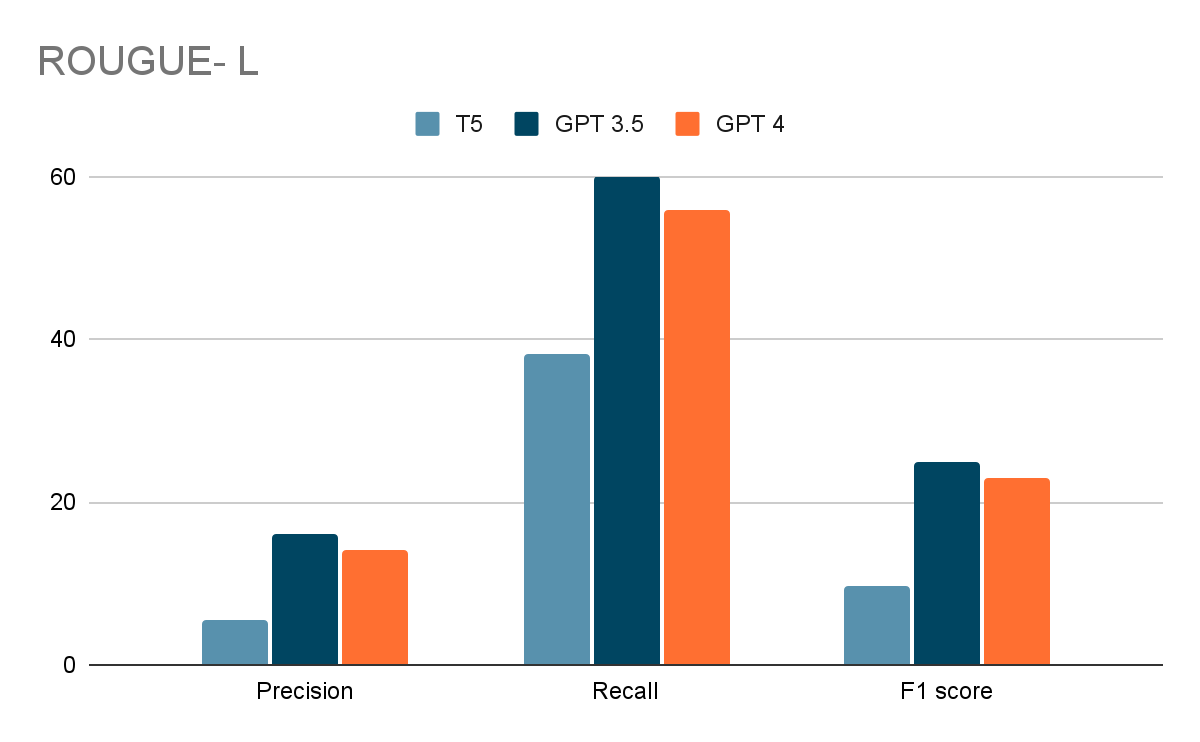 ROUGUE- L
T5 GPT 3.5 GPT 4
60
40
20
0
Precision Recall F1 score